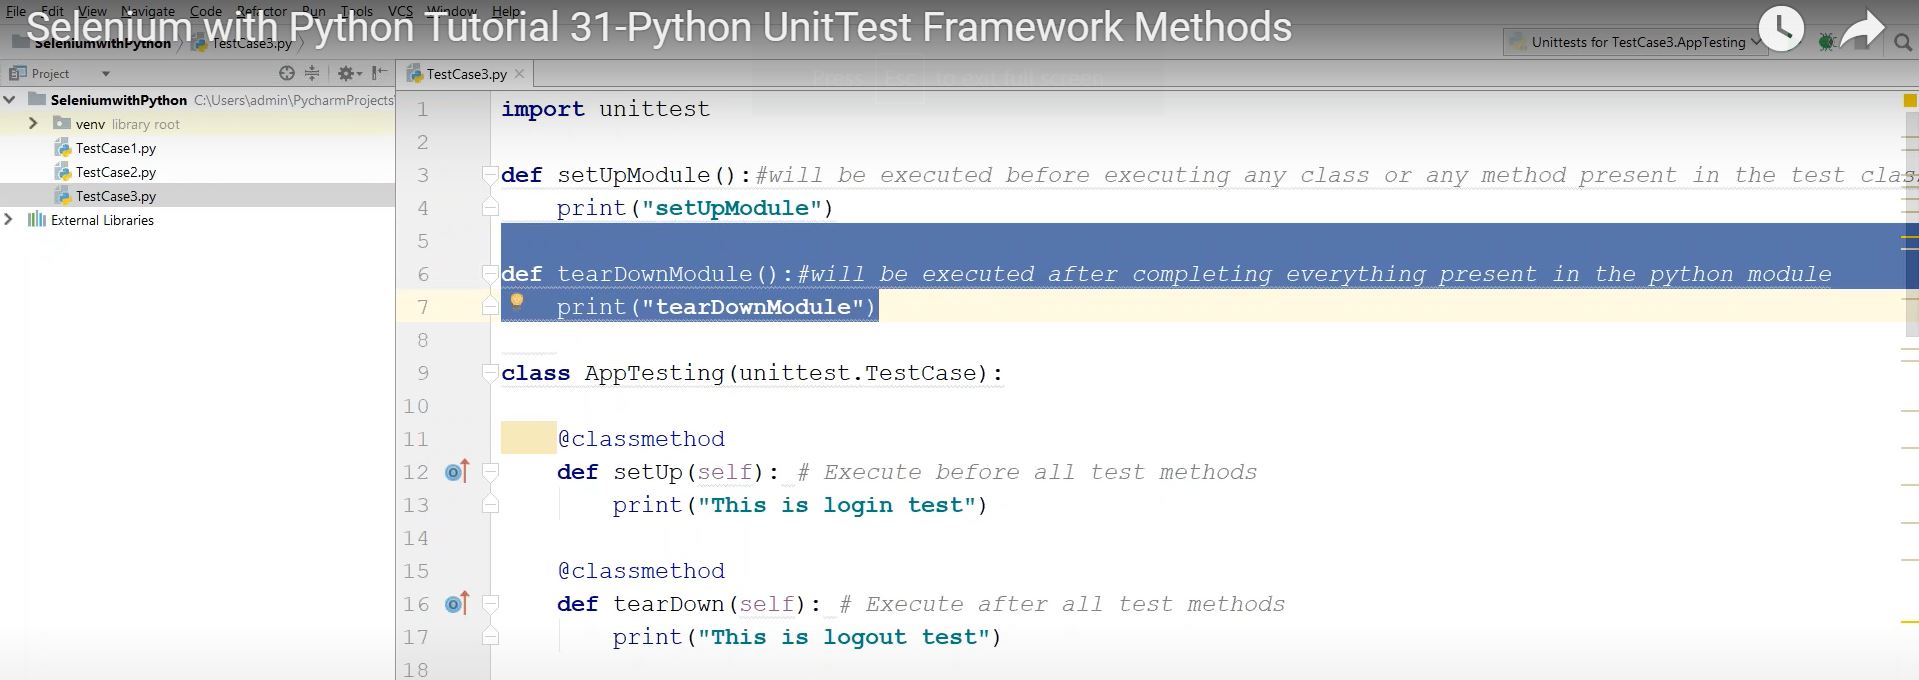 File Edit View Navigate Code Refactor Run Tools VCS Window Help
Selenium with Python Tutorial 31-Python UnitTest Framework Methods
SeleniumwithPython TestCase3.py
Unittests for TestCase3.AppTesting
Press Esc to exit full screen
Project
TestCase3.py
SeleniumwithPython C:\Users\admin\PycharmProjects
venv library root
TestCase1.py
TestCase2.py
TestCase3.py
External Libraries
1 import unittest
2
3 def setUpModule():#will be executed before executing any class or any method present in the test clas
4 print("setUpModule")
5
6 def tearDownModule():#will be executed after completing everything present in the python module
7 print("tearDownModule")
8
9 class AppTesting(unittest.TestCase):
10
11 @classmethod
12 def setUp(self): # Execute before all test methods
13 print("This is login test")
14
15 @classmethod
16 def tearDown(self): # Execute after all test methods
17 print("This is logout test")
18